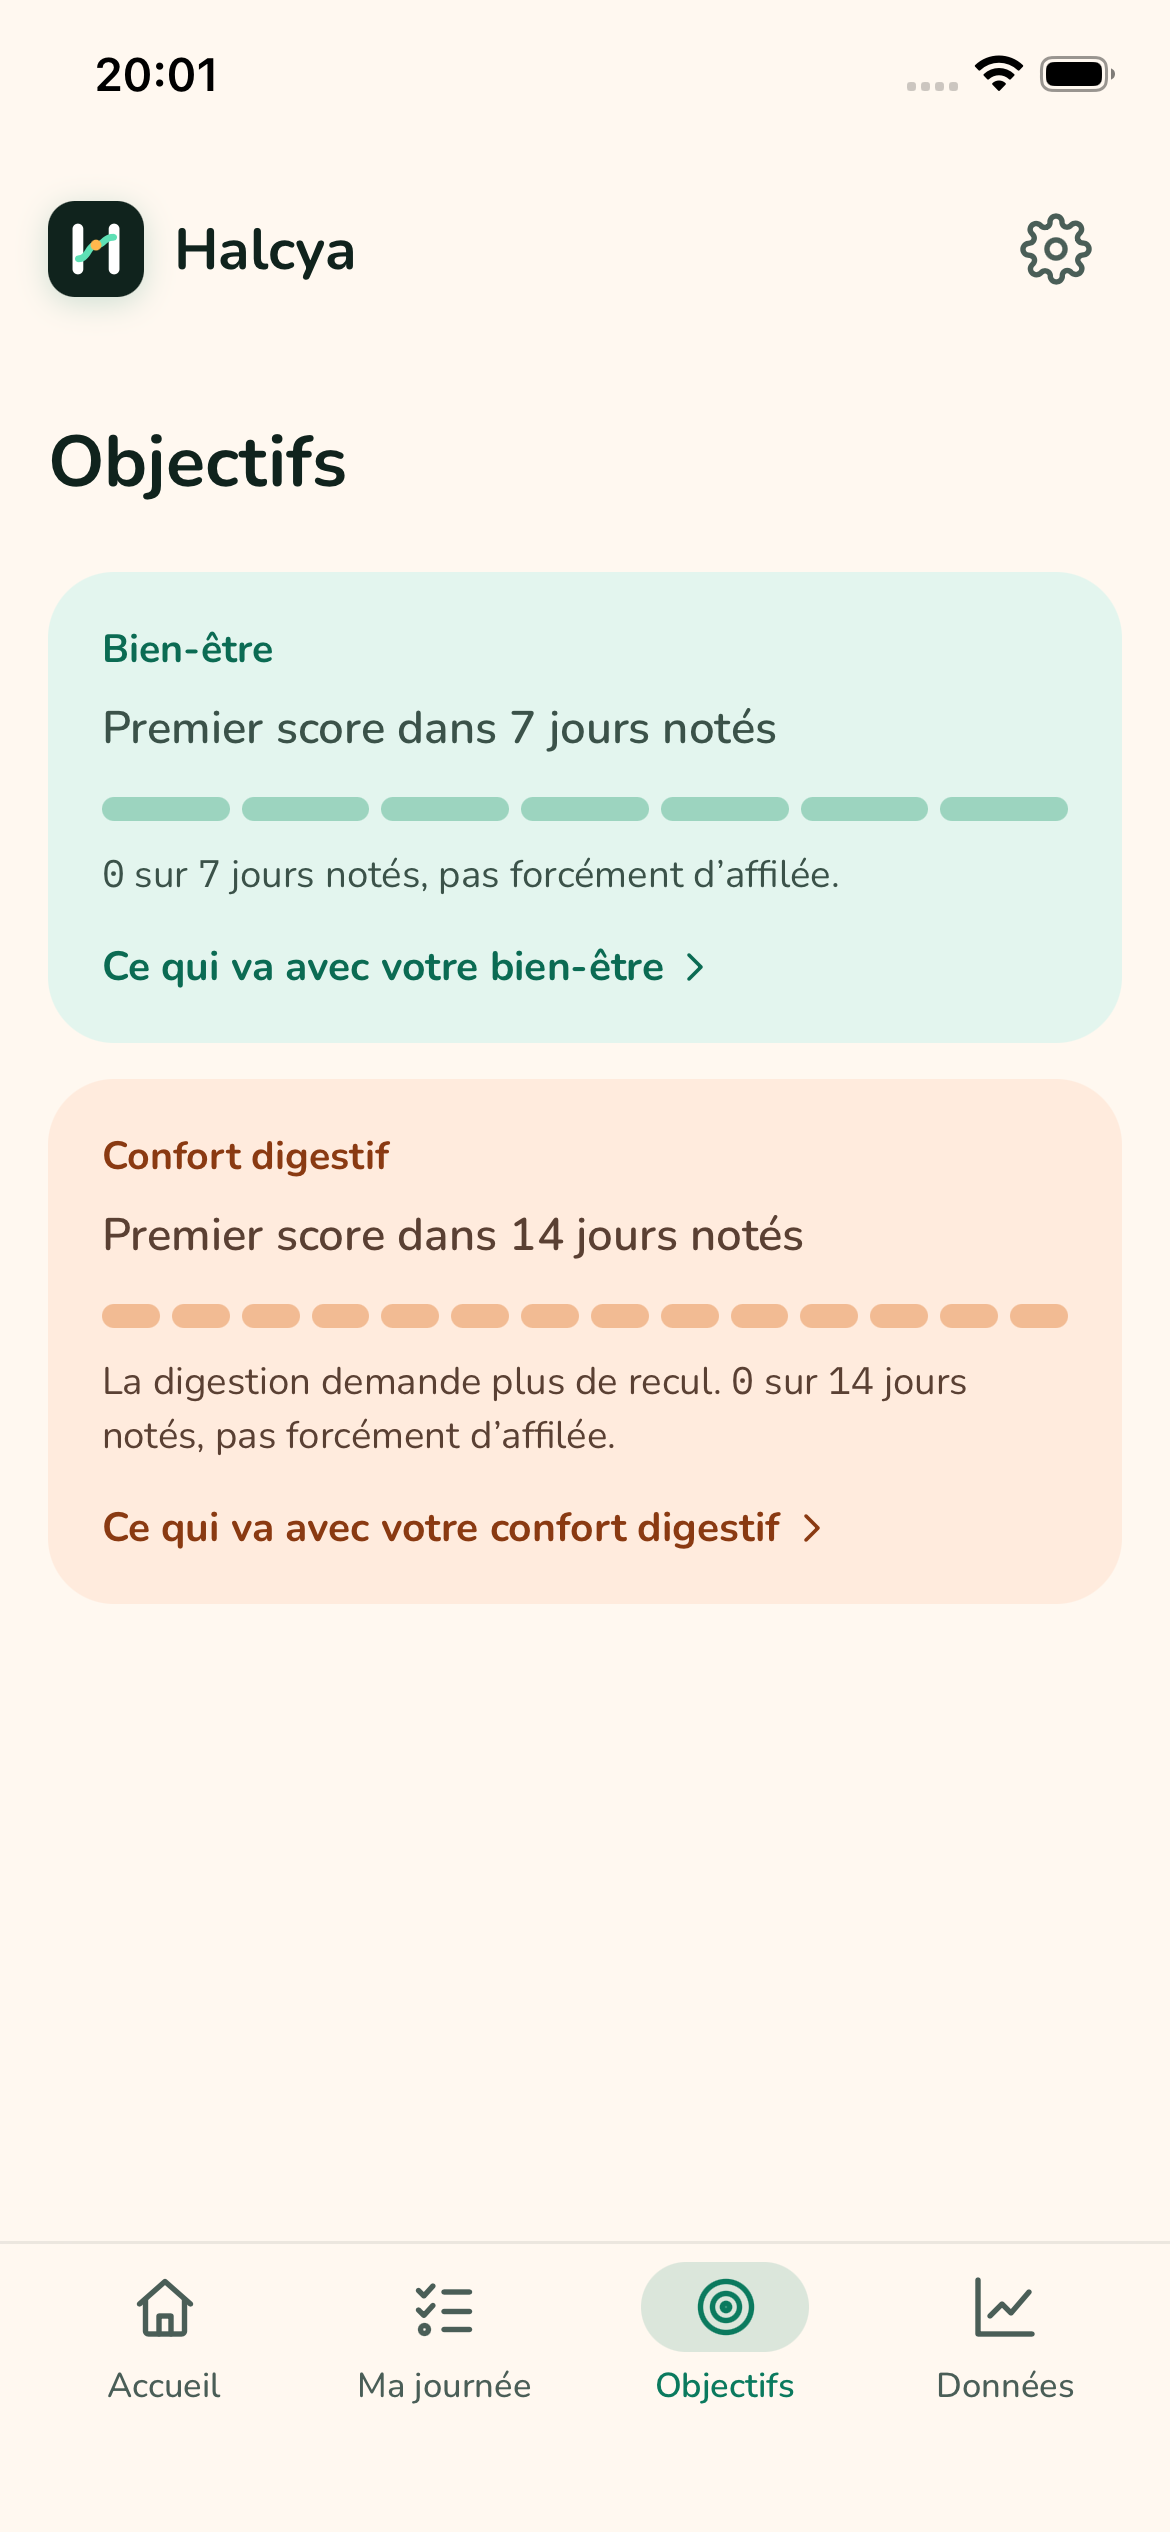 20:01
Halcya
Objectifs
Bien-être
Premier score dans 7 jours notés
0 sur 7 jours notés, pas forcément d’affilée.
Ce qui va avec votre bien-être
Confort digestif
Premier score dans 14 jours notés
La digestion demande plus de recul. 0 sur 14 jours
notés, pas forcément d’affilée.
Ce qui va avec votre confort digestif
Accueil
Ma journée
Objectifs
Données